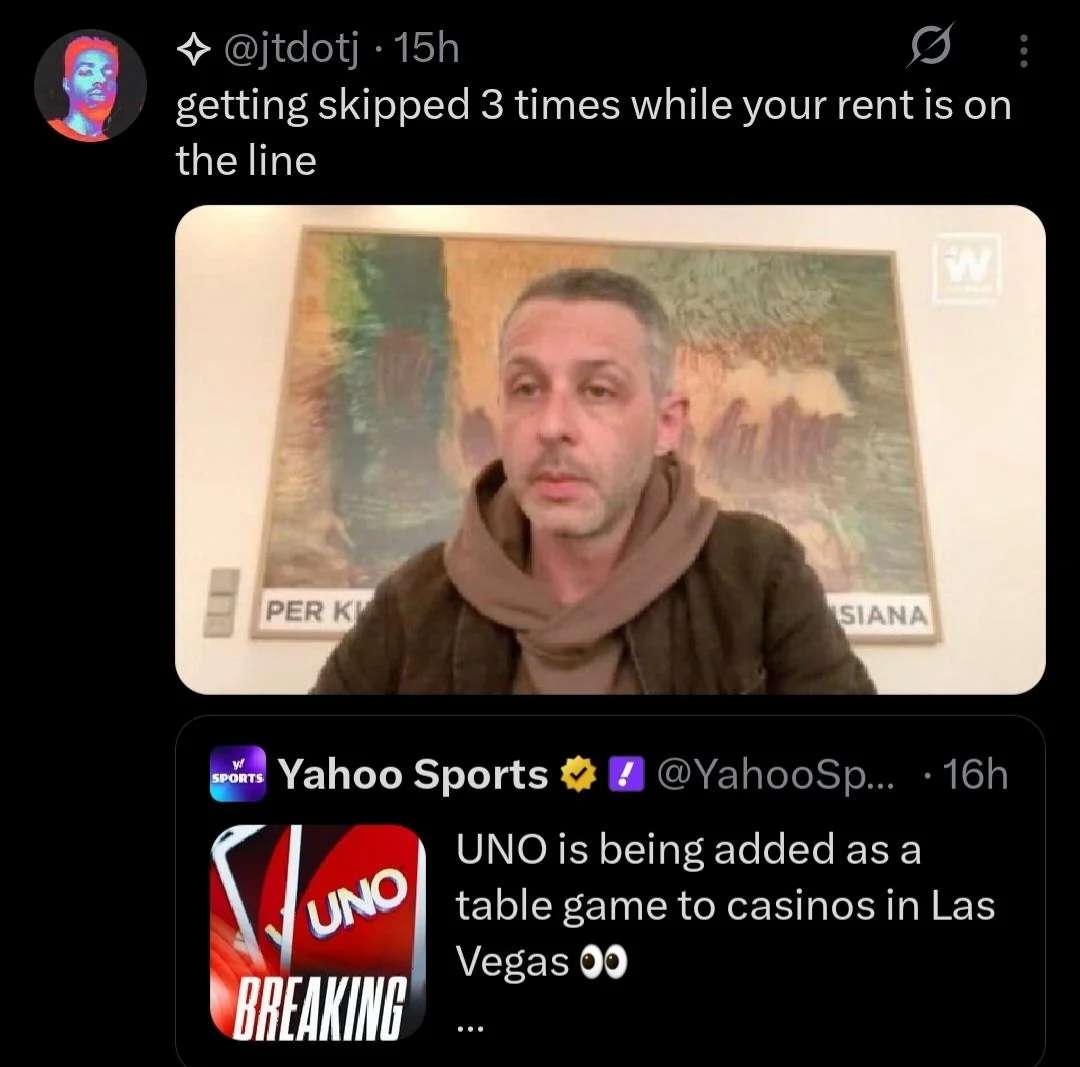 @jtdotj · 15h
getting skipped 3 times while your rent is on
the line
W
PER KI
SIANA
y!
SPORTS
Yahoo Sports @YahooSp... · 16h
UNO
BREAKING
UNO is being added as a
table game to casinos in Las
Vegas 👀
...